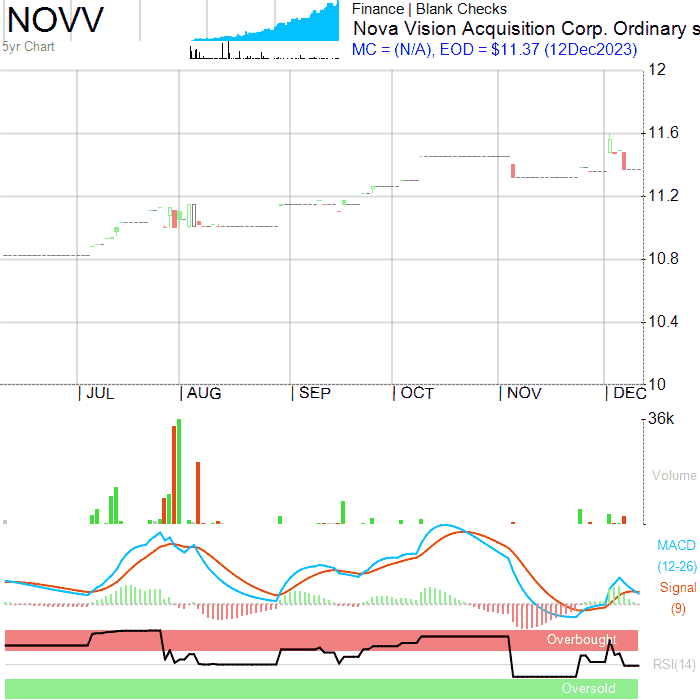 NOVV
Finance | Blank Checks
Nova Vision Acquisition Corp. Ordinary s
5yr Chart
MC = (N/A), EOD = $11.37 (12Dec2023)
12
11.6
11.2
10.8
10.4
10
| JUL | AUG | SEP | OCT | NOV | DEC
36k
Volume
MACD
(12-26)
Signal
(9)
Overbought
RSI(14)
Oversold